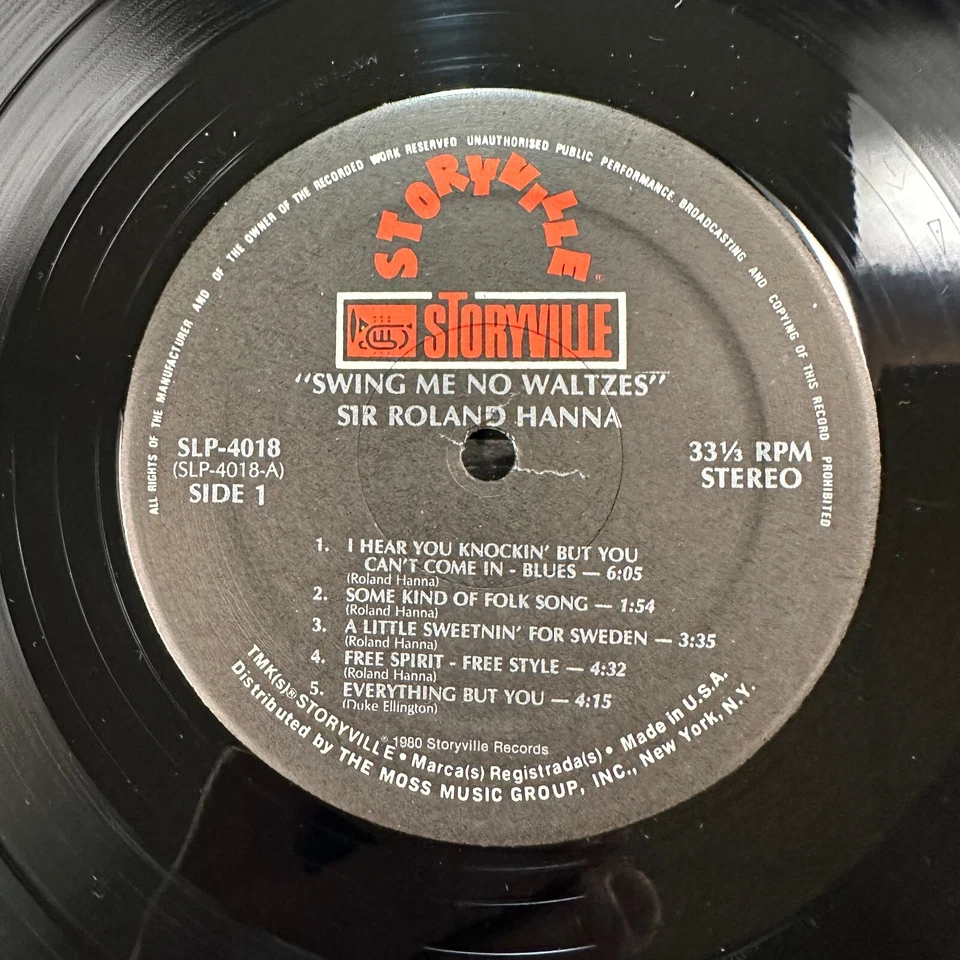 ALL RIGHTS OF THE MANUFACTURER AND OF THE OWNER OF THE RECORDED WORK RESERVED UNAUTHORISED PUBLIC PERFORMANCE, BROADCASTING AND COPYING OF THIS RECORD PROHIBITED
STORYVILLE
STORYVILLE
"SWING ME NO WALTZES"
SIR ROLAND HANNA
SLP-4018
(SLP-4018-A)
SIDE 1
33⅓ RPM
STEREO
1. I HEAR YOU KNOCKIN' BUT YOU
CAN'T COME IN - BLUES — 6:05
(Roland Hanna)
2. SOME KIND OF FOLK SONG — 1:54
(Roland Hanna)
3. A LITTLE SWEETNIN' FOR SWEDEN — 3:35
(Roland Hanna)
4. FREE SPIRIT - FREE STYLE — 4:32
(Roland Hanna)
5. EVERYTHING BUT YOU — 4:15
(Duke Ellington)
℗ 1980 Storyville Records
TMK(s)® STORYVILLE • Marca(s) Registrada(s) • Made in U.S.A.
Distributed by THE MOSS MUSIC GROUP, INC., New York, N.Y.